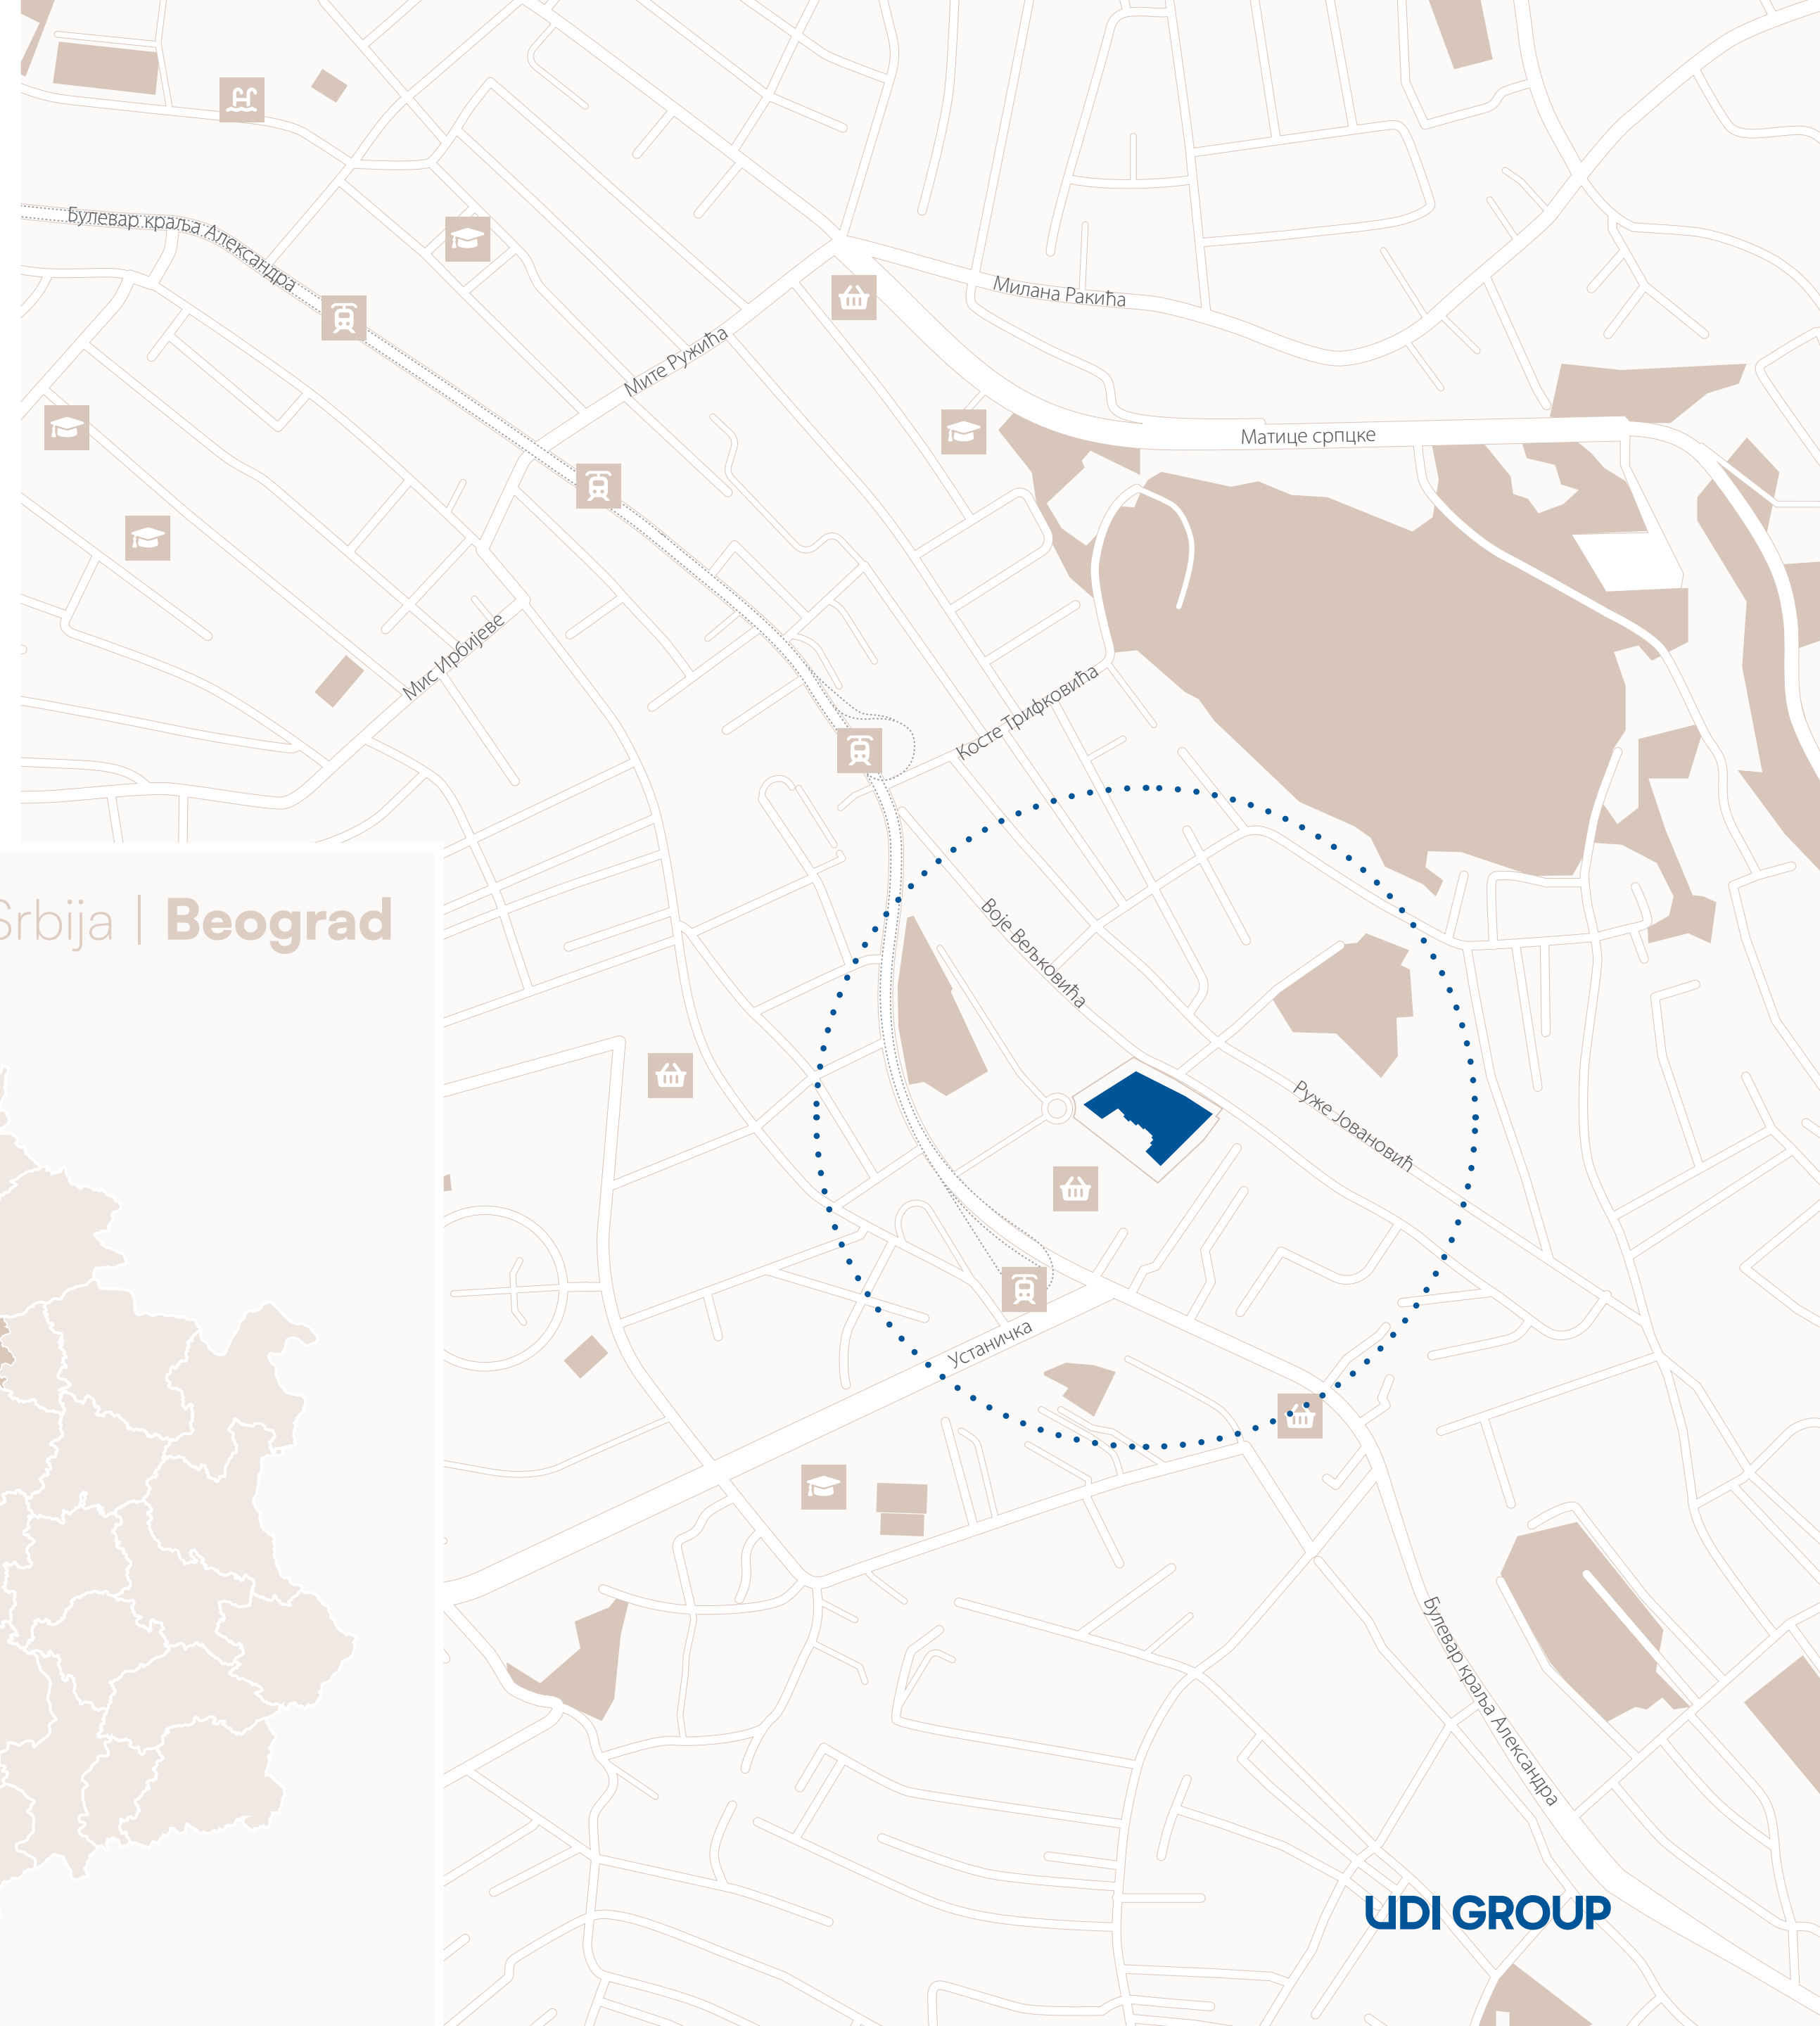 Булевар краља Александра
Милана Ракића
Мите Ружића
Матице српцке
Мис Ирбијеве
Косте Трифковића
Srbija | Beograd
Воје Вељковића
Руже Јовановић
Устаничка
Булевар краља Александра
UDI GROUP